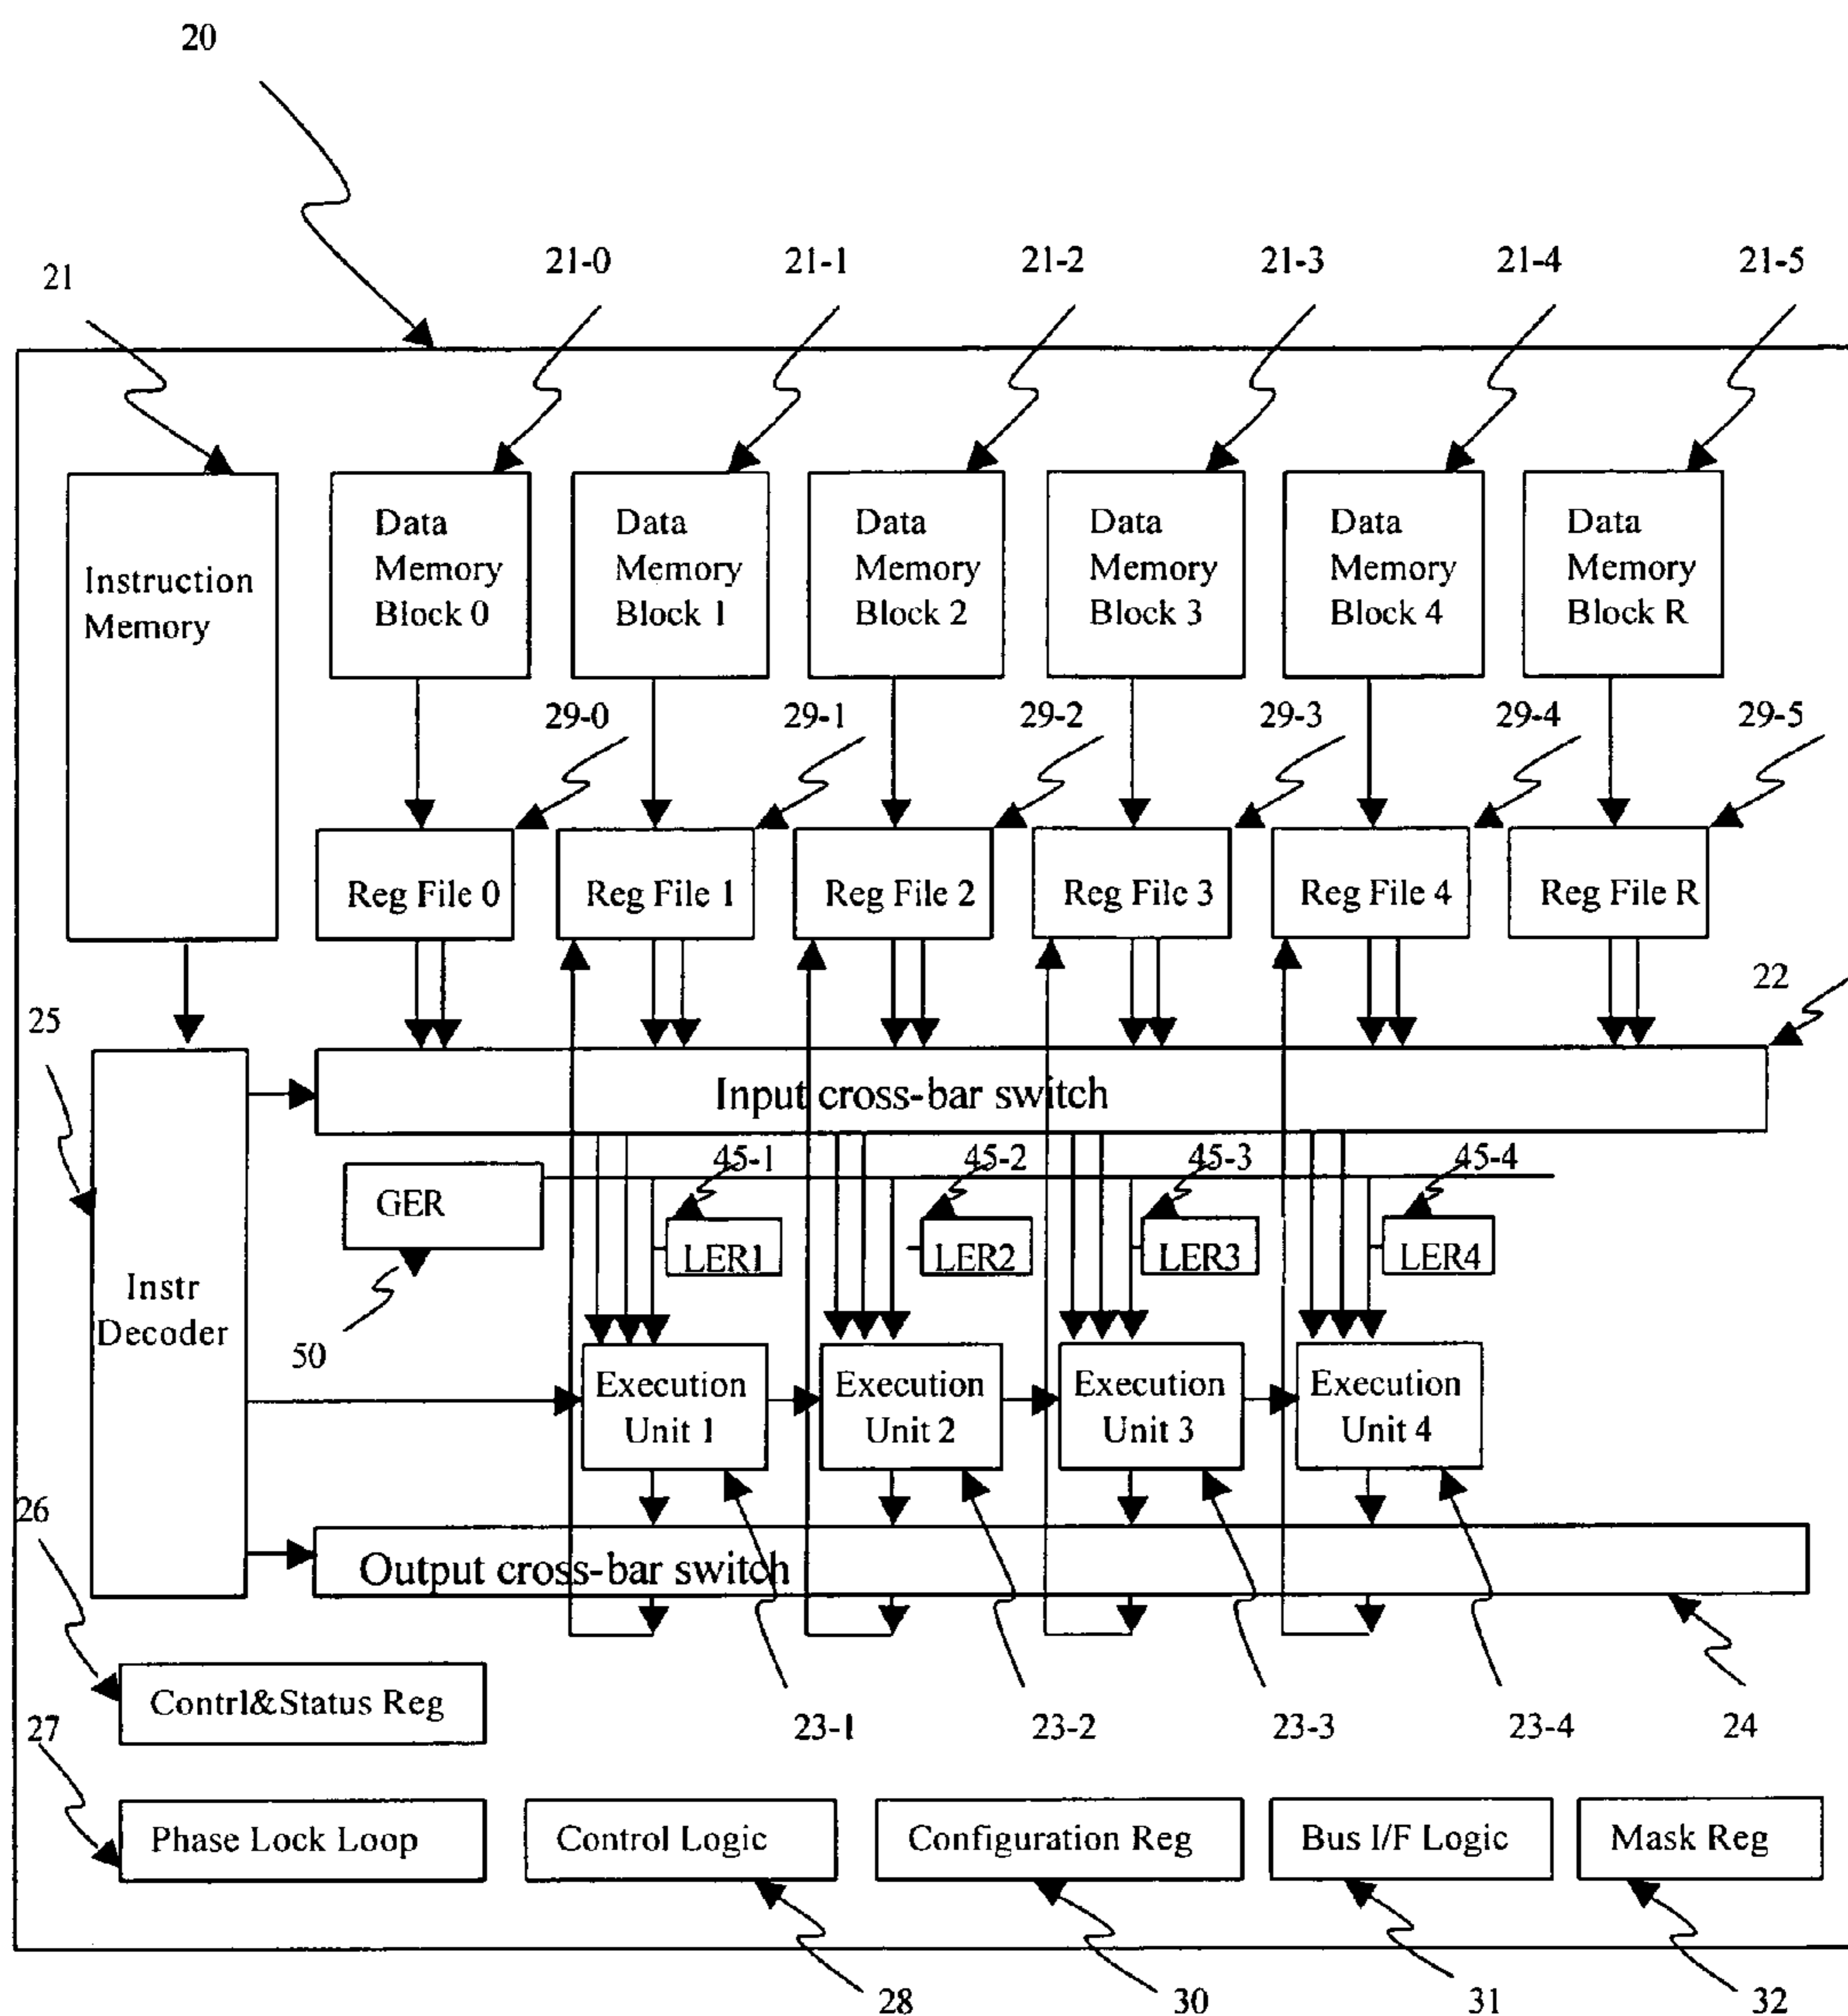 20
21
21-0
21-1
21-2
21-3
21-4
21-5
Instruction
Memory
Data
Memory
Block 0
Data
Memory
Block 1
Data
Memory
Block 2
Data
Memory
Block 3
Data
Memory
Block 4
Data
Memory
Block R
29-0
29-1
29-2
29-3
29-4
29-5
Reg File 0
Reg File 1
Reg File 2
Reg File 3
Reg File 4
Reg File R
22
25
Input cross-bar switch
45-1
45-2
45-3
45-4
GER
LER1
LER2
LER3
LER4
Instr
Decoder
50
Execution
Unit 1
Execution
Unit 2
Execution
Unit 3
Execution
Unit 4
26
Output cross-bar switch
Contrl&Status Reg
23-1
23-2
23-3
23-4
24
27
Phase Lock Loop
Control Logic
Configuration Reg
Bus I/F Logic
Mask Reg
28
30
31
32